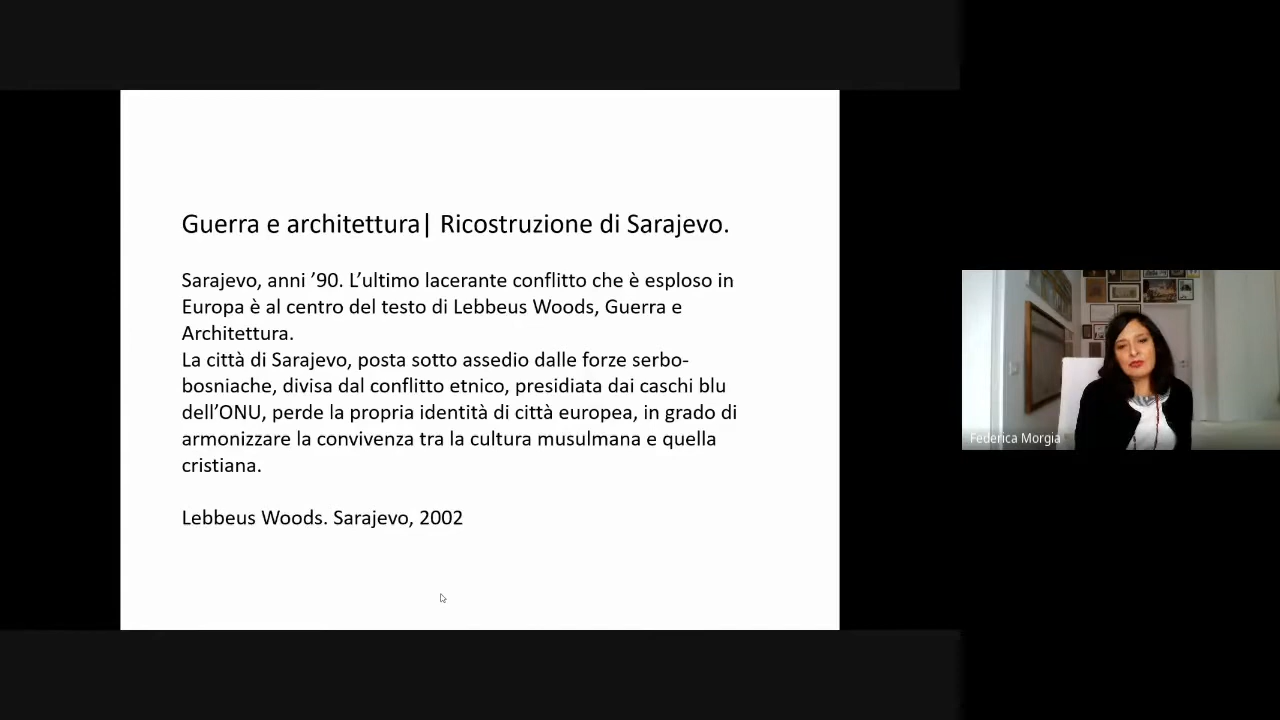 Guerra e architettura| Ricostruzione di Sarajevo.
Sarajevo, anni ’90. L’ultimo lacerante conflitto che è esploso in
Europa è al centro del testo di Lebbeus Woods, Guerra e
Architettura.
La città di Sarajevo, posta sotto assedio dalle forze serbo-
bosniache, divisa dal conflitto etnico, presidiata dai caschi blu
dell’ONU, perde la propria identità di città europea, in grado di
armonizzare la convivenza tra la cultura musulmana e quella
cristiana.
Lebbeus Woods. Sarajevo, 2002
Federica Morgia